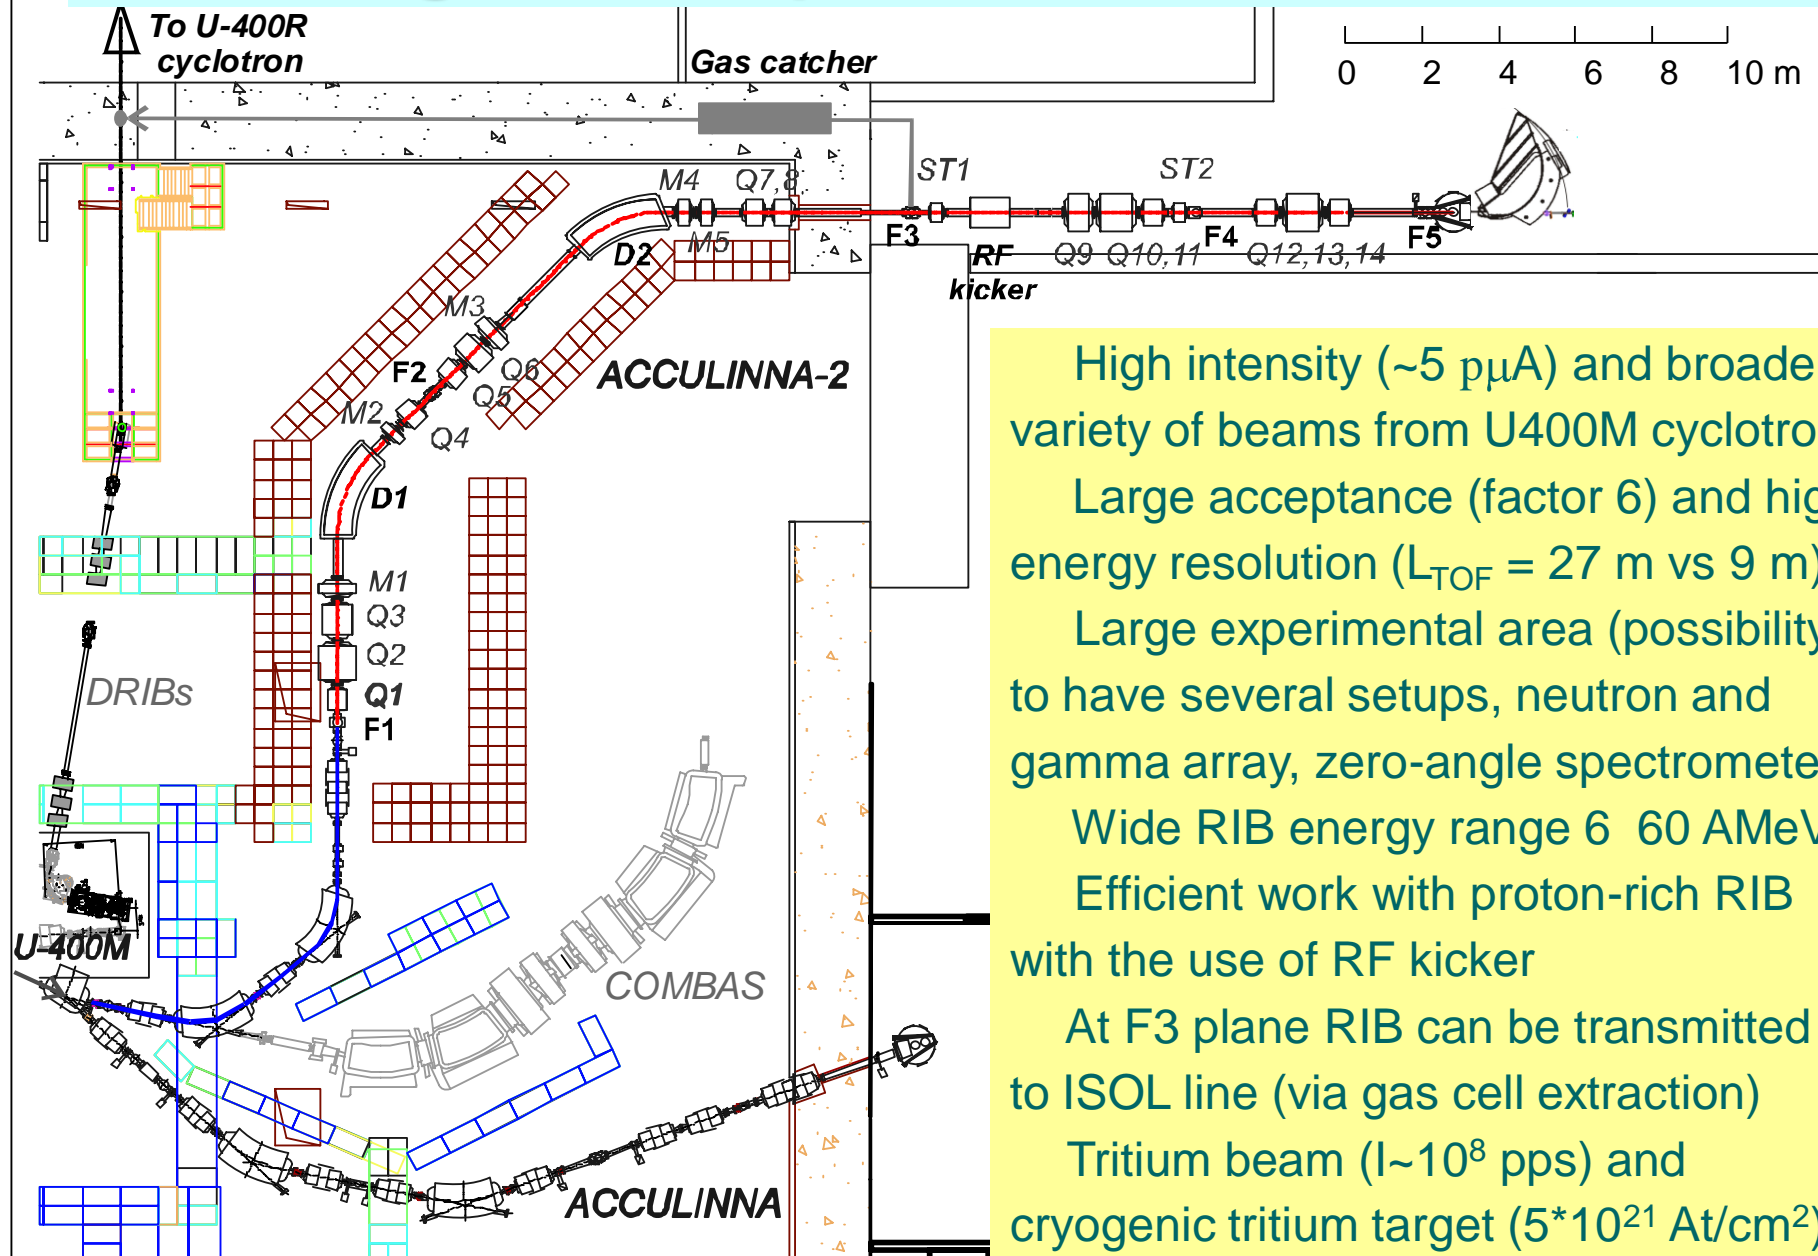 To U-400R
cyclotron
Gas catcher
0 2 4 6 8 10 m
ST1
ST2
M4
Q7,8
M5
D2
F3
RF
kicker
Q9
Q10,11
F4
Q12,13,14
F5
M3
F2
Q6
Q5
M2
Q4
ACCULINNA-2
D1
M1
Q3
Q2
Q1
F1
DRIBs
U-400M
COMBAS
ACCULINNA
High intensity (~5 pμA) and broade
variety of beams from U400M cyclotro
Large acceptance (factor 6) and hig
energy resolution (L_TOF = 27 m vs 9 m)
Large experimental area (possibility
to have several setups, neutron and
gamma array, zero-angle spectromete
Wide RIB energy range 6 60 AMeV
Efficient work with proton-rich RIB
with the use of RF kicker
At F3 plane RIB can be transmitted
to ISOL line (via gas cell extraction)
Tritium beam (I~10⁸ pps) and
cryogenic tritium target (5*10²¹ At/cm²)